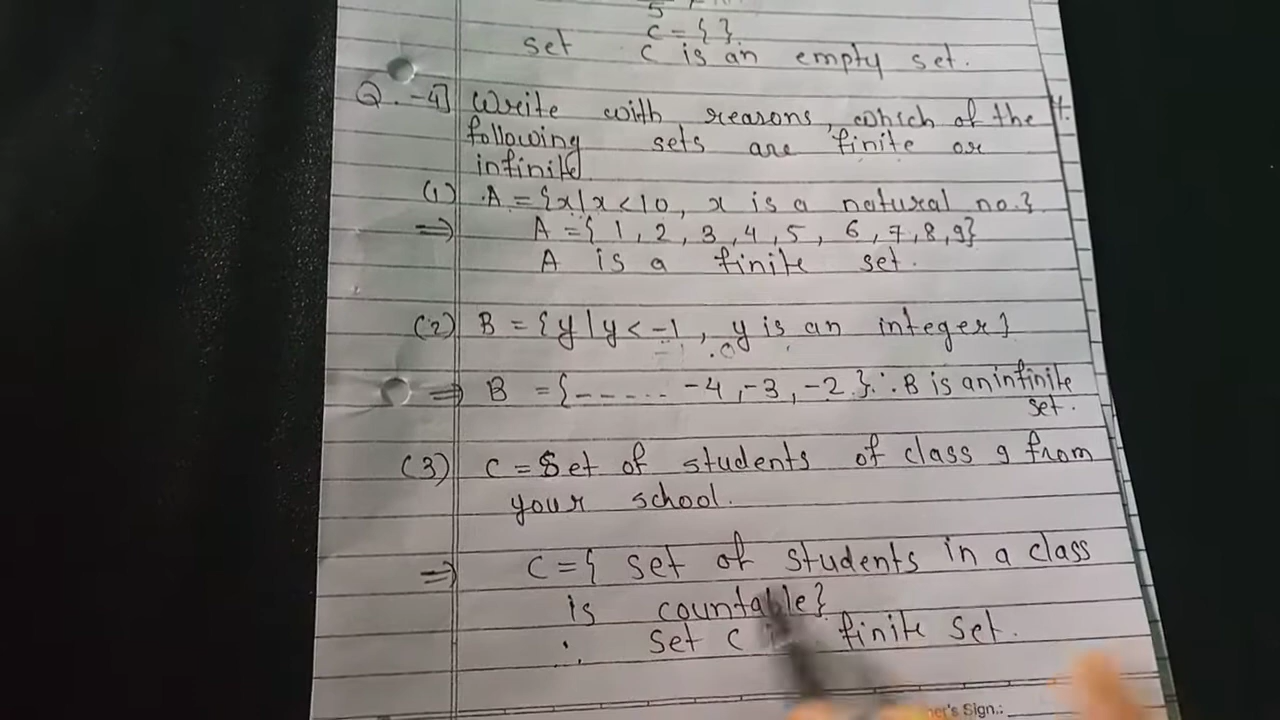 5
C = { }
set C is an empty set.
Q.-4] Write with reasons, which of the
following sets are finite or
infinite
(1) A = {x|x<10, x is a natural no.}
⇒ A = { 1, 2, 3, 4, 5, 6, 7, 8, 9}
A is a finite set.
(2) B = {y|y<-1, y is an integer}
⇒ B = {------ -4, -3, -2.} ∴ B is an infinite
set.
(3) C = Set of students of class 9 from
your school.
⇒ C = { set of students in a class
is countable}
∴ set C finite set.
er's Sign.: